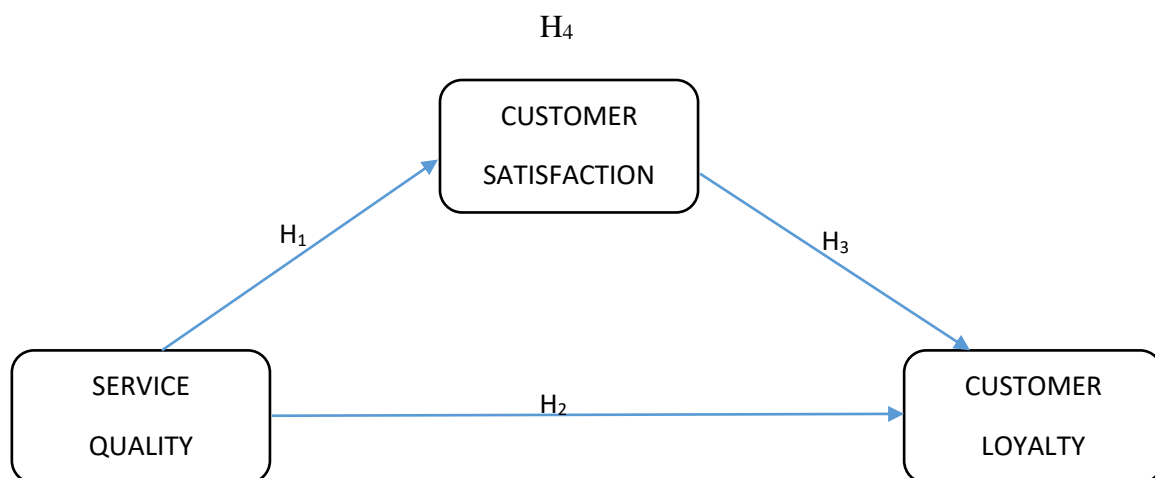 H₄
CUSTOMER
SATISFACTION
H₁
H₃
SERVICE
QUALITY
H₂
CUSTOMER
LOYALTY